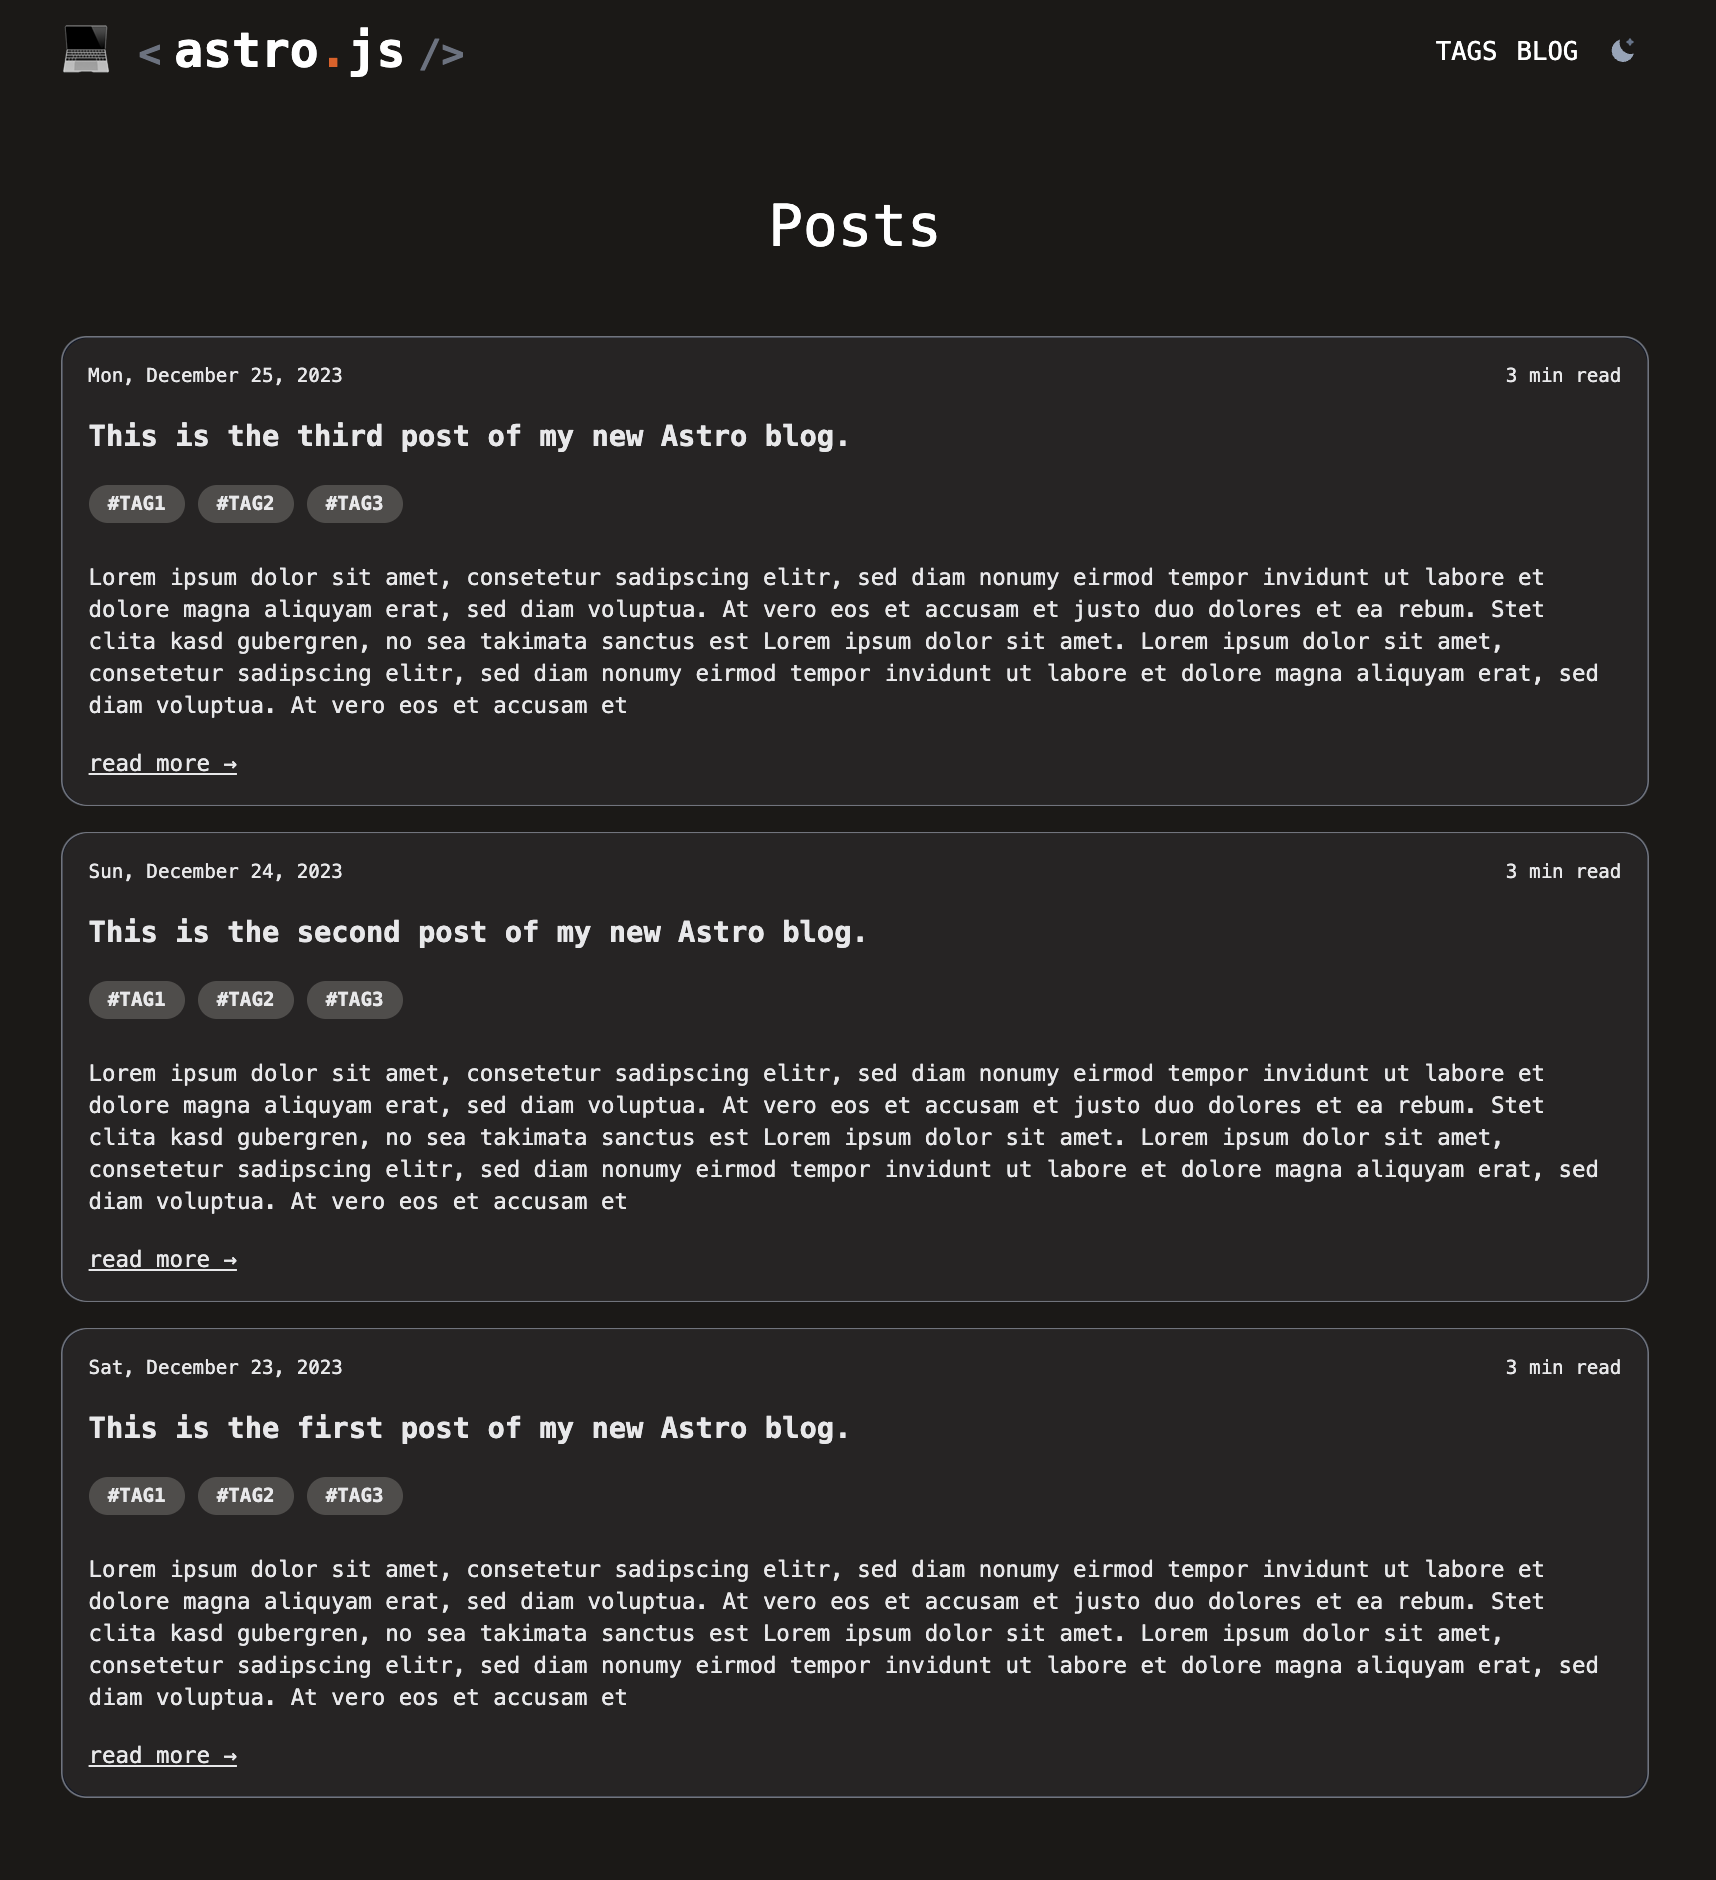 < astro.js />
TAGS BLOG
Posts
Mon, December 25, 2023
3 min read
This is the third post of my new Astro blog.
#TAG1 #TAG2 #TAG3
Lorem ipsum dolor sit amet, consetetur sadipscing elitr, sed diam nonumy eirmod tempor invidunt ut labore et
dolore magna aliquyam erat, sed diam voluptua. At vero eos et accusam et justo duo dolores et ea rebum. Stet
clita kasd gubergren, no sea takimata sanctus est Lorem ipsum dolor sit amet. Lorem ipsum dolor sit amet,
consetetur sadipscing elitr, sed diam nonumy eirmod tempor invidunt ut labore et dolore magna aliquyam erat, sed
diam voluptua. At vero eos et accusam et
read more →
Sun, December 24, 2023
3 min read
This is the second post of my new Astro blog.
#TAG1 #TAG2 #TAG3
Lorem ipsum dolor sit amet, consetetur sadipscing elitr, sed diam nonumy eirmod tempor invidunt ut labore et
dolore magna aliquyam erat, sed diam voluptua. At vero eos et accusam et justo duo dolores et ea rebum. Stet
clita kasd gubergren, no sea takimata sanctus est Lorem ipsum dolor sit amet. Lorem ipsum dolor sit amet,
consetetur sadipscing elitr, sed diam nonumy eirmod tempor invidunt ut labore et dolore magna aliquyam erat, sed
diam voluptua. At vero eos et accusam et
read more →
Sat, December 23, 2023
3 min read
This is the first post of my new Astro blog.
#TAG1 #TAG2 #TAG3
Lorem ipsum dolor sit amet, consetetur sadipscing elitr, sed diam nonumy eirmod tempor invidunt ut labore et
dolore magna aliquyam erat, sed diam voluptua. At vero eos et accusam et justo duo dolores et ea rebum. Stet
clita kasd gubergren, no sea takimata sanctus est Lorem ipsum dolor sit amet. Lorem ipsum dolor sit amet,
consetetur sadipscing elitr, sed diam nonumy eirmod tempor invidunt ut labore et dolore magna aliquyam erat, sed
diam voluptua. At vero eos et accusam et
read more →